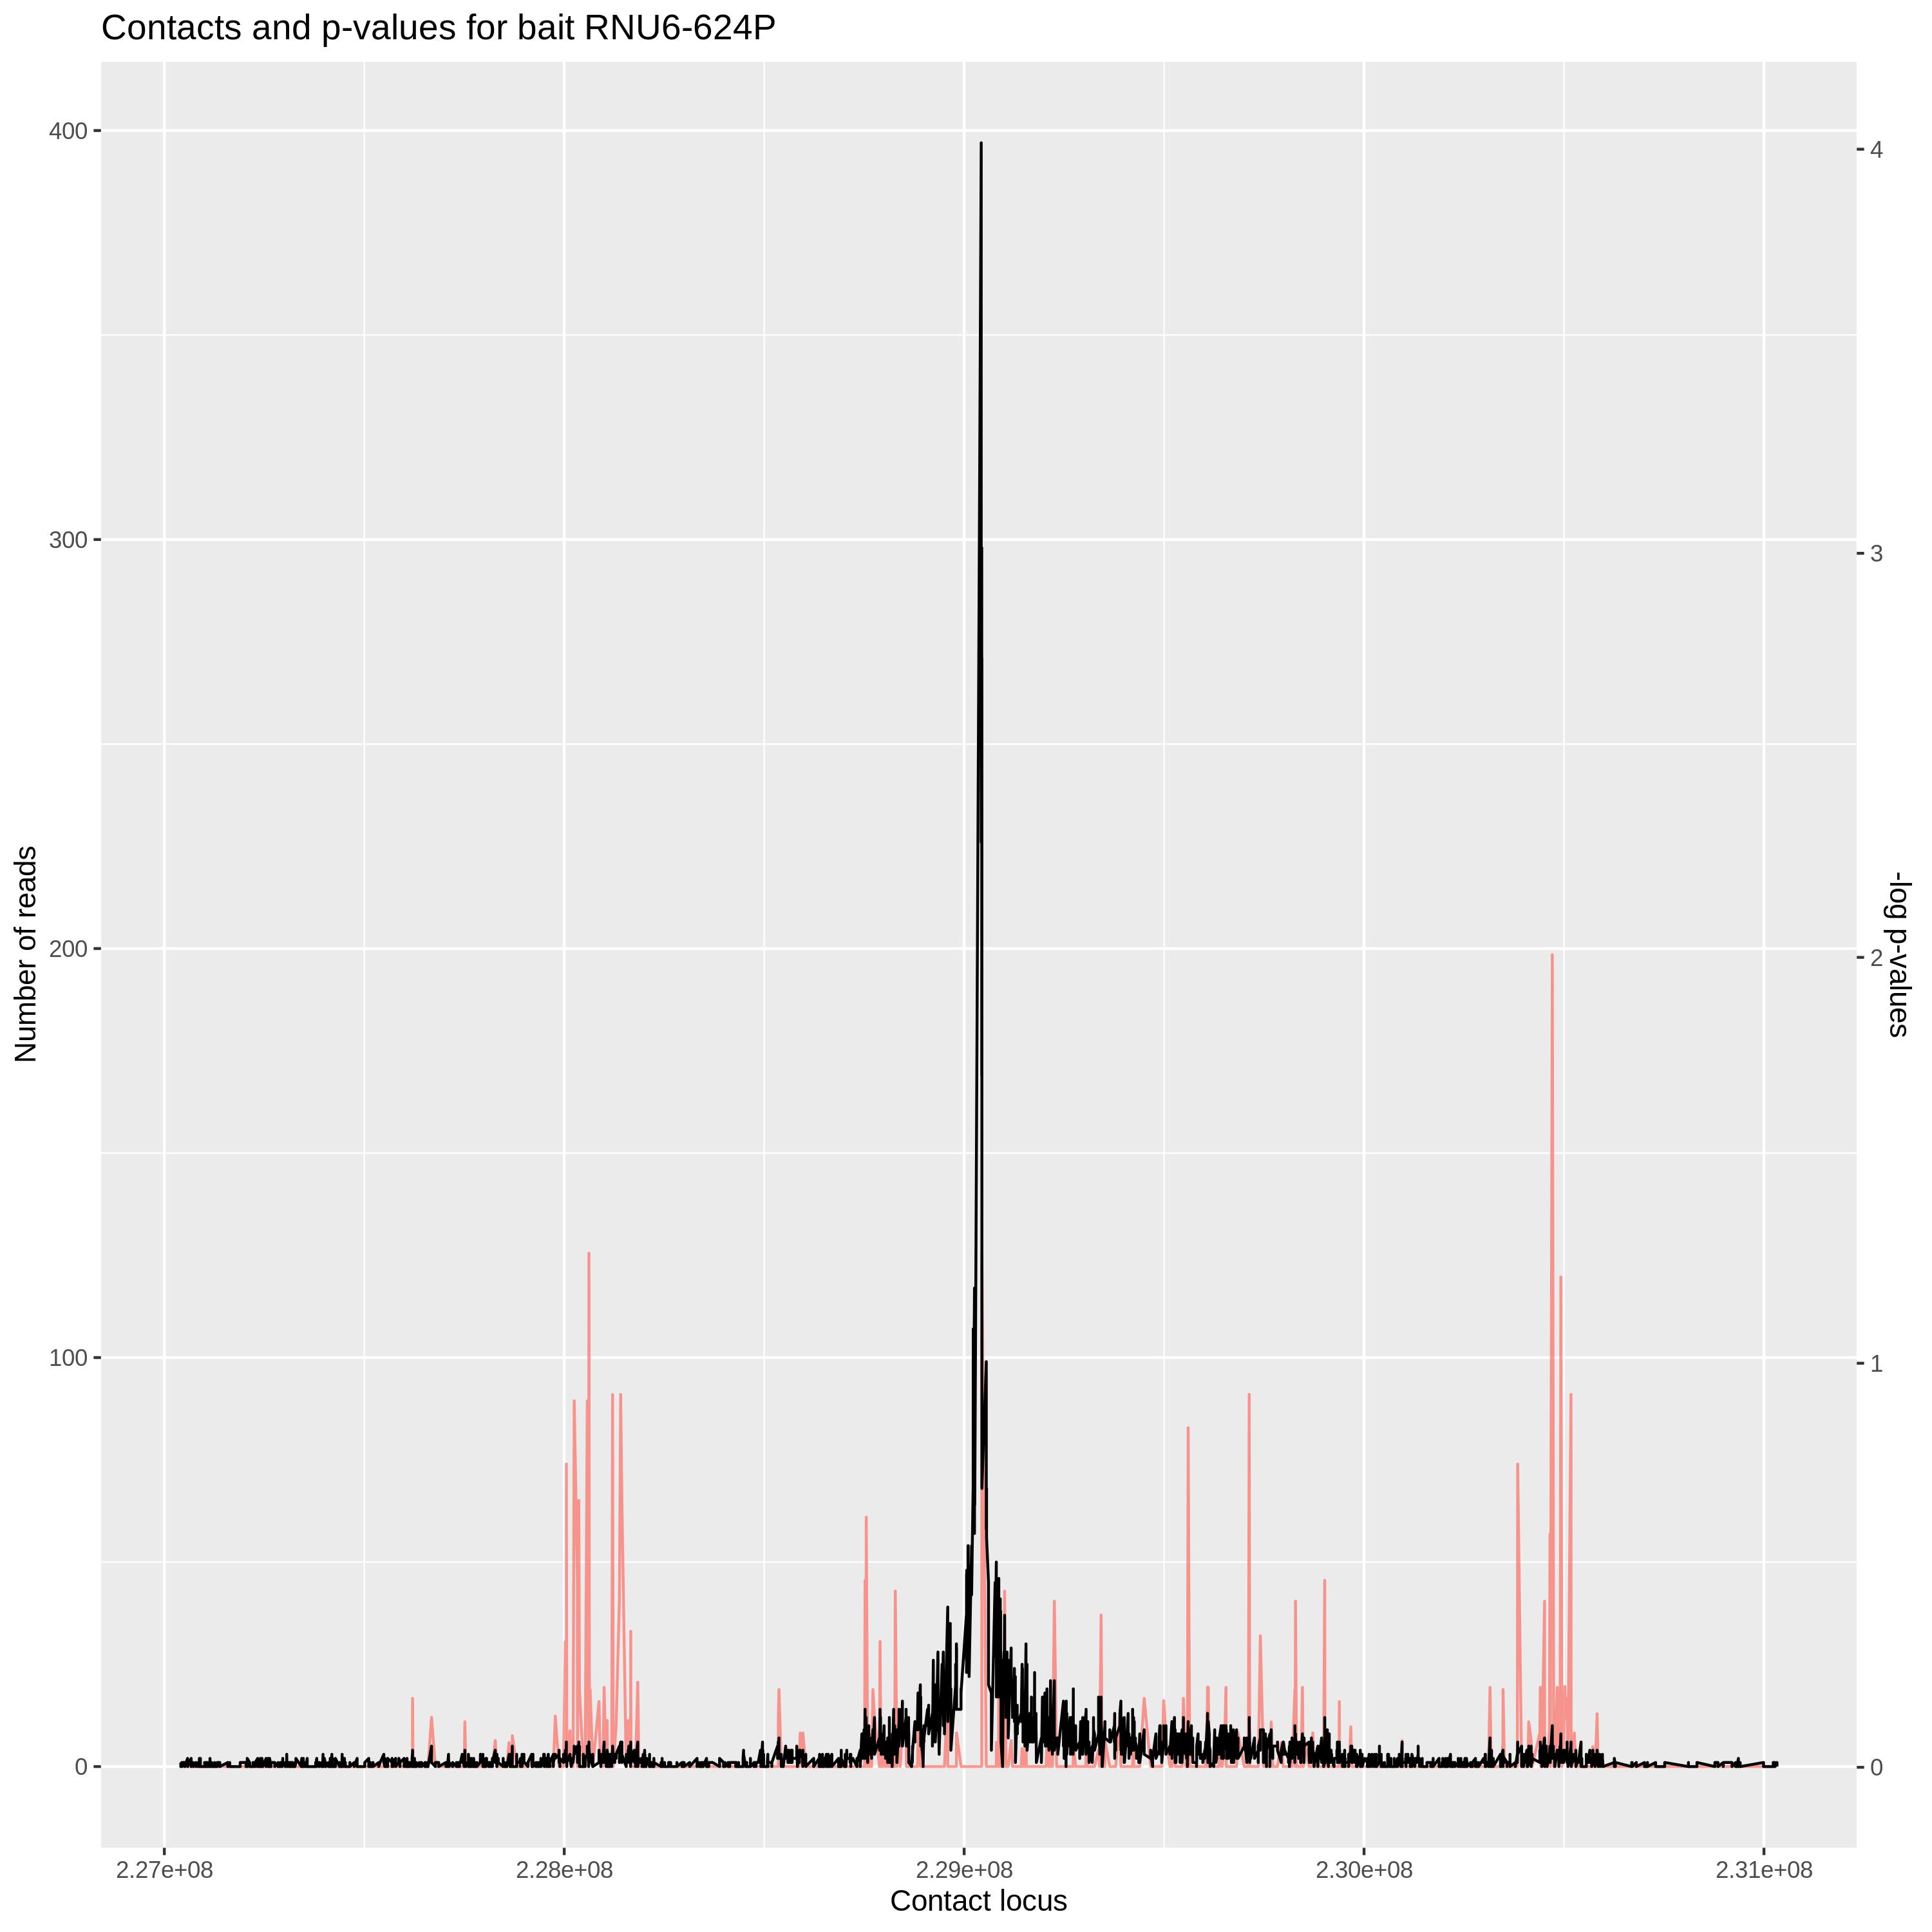 Contacts and p-values for bait RNU6-624P
400
300
200
100
0
Number of reads
4
3
2
1
0
-log p-values
2.27e+08
2.28e+08
2.29e+08
2.30e+08
2.31e+08
Contact locus